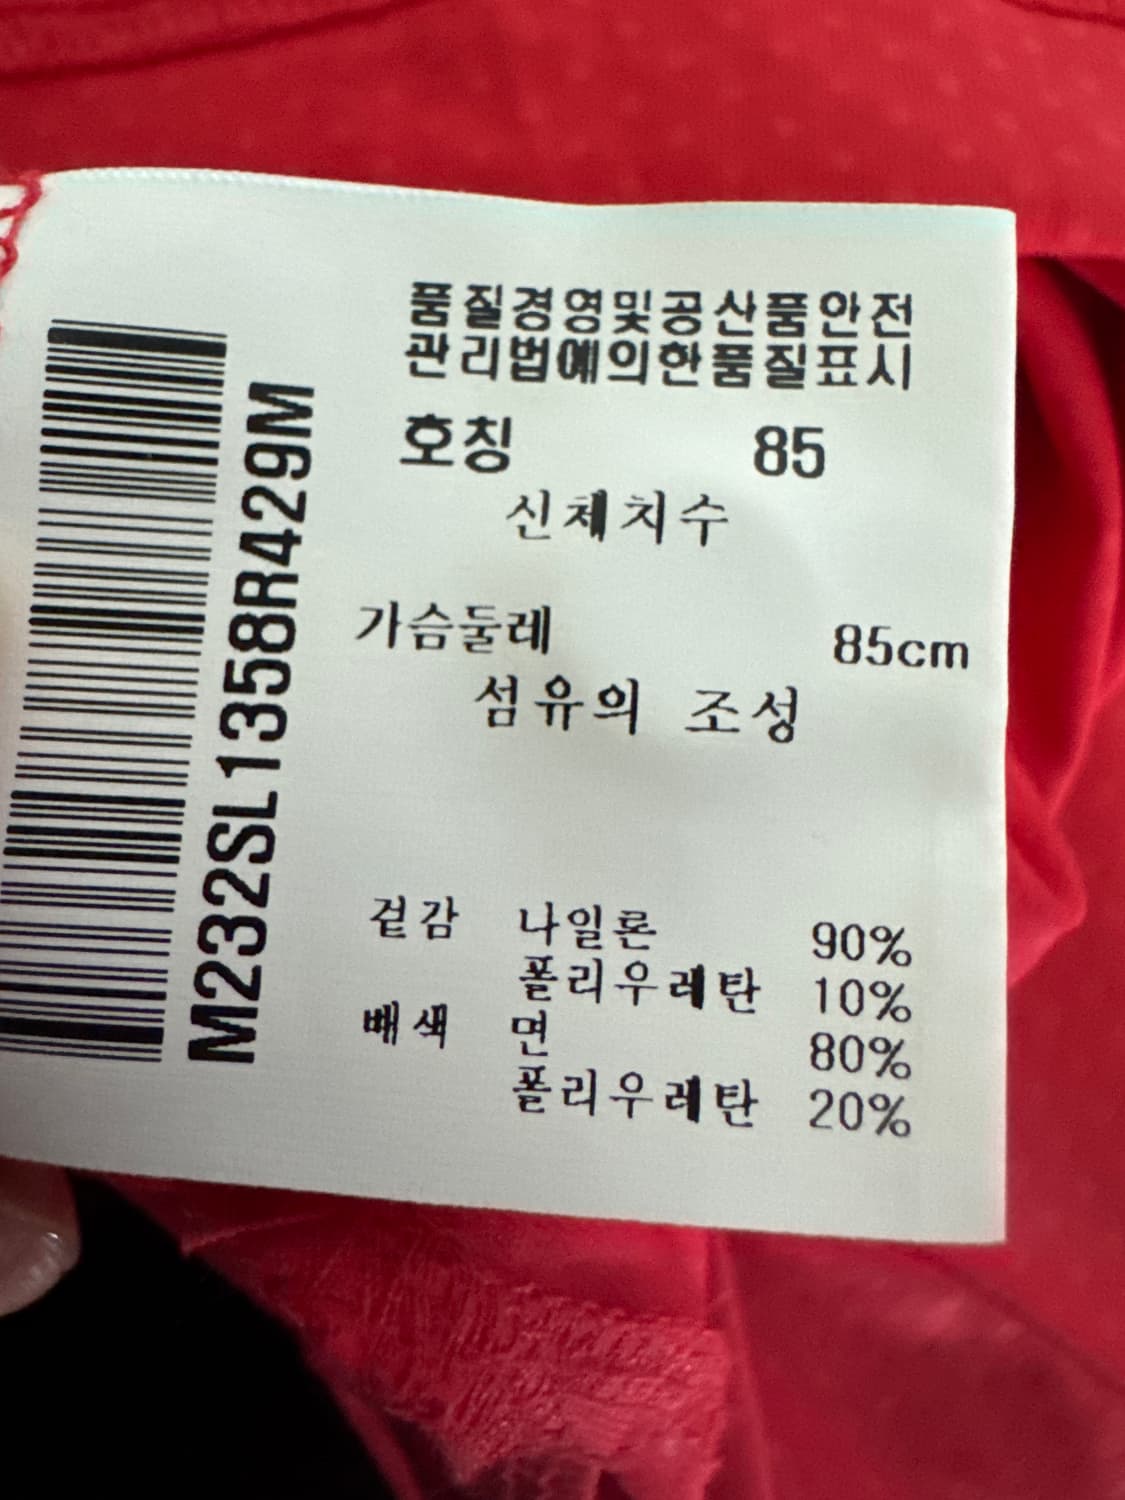 품질경영및공산품안전
관리법예의한품질표시
호칭 85
신체치수
가슴둘레 85cm
섬유의 조성
겉감 나일론 90%
폴리우레탄 10%
배색 면 80%
폴리우레탄 20%
M232SL1358R429M